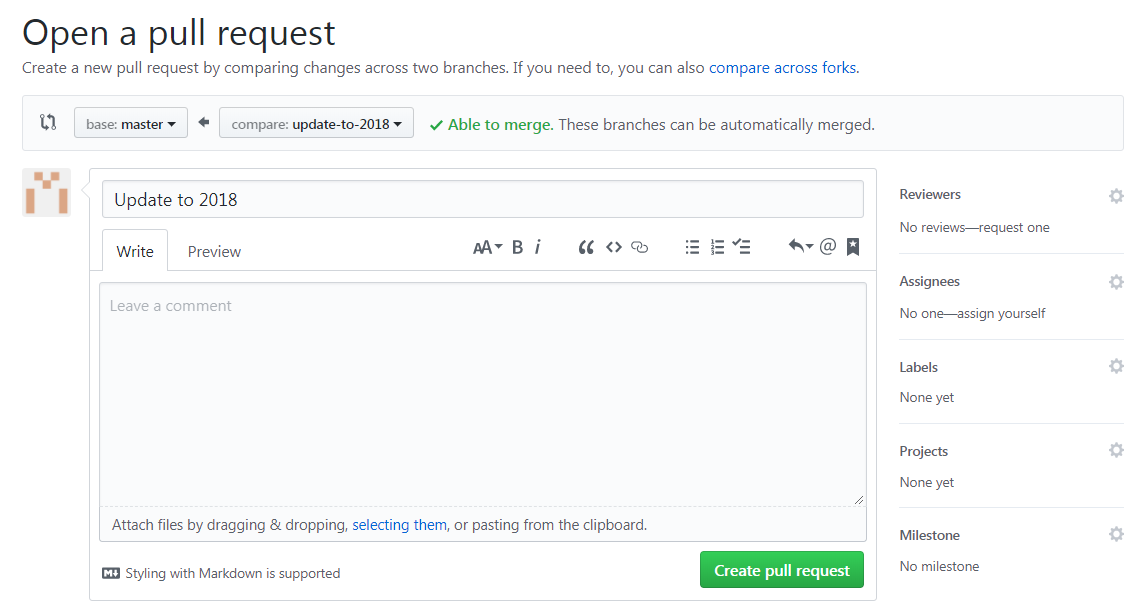 Open a pull request
Create a new pull request by comparing changes across two branches. If you need to, you can also compare across forks.
base: master compare: update-to-2018 Able to merge. These branches can be automatically merged.
Update to 2018
Write Preview AA B i
Leave a comment
Attach files by dragging & dropping, selecting them, or pasting from the clipboard.
Styling with Markdown is supported
Create pull request
Reviewers
No reviews—request one
Assignees
No one—assign yourself
Labels
None yet
Projects
None yet
Milestone
No milestone